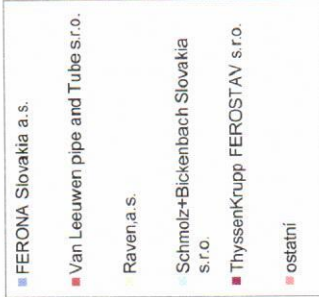 FERONA Slovakia a.s.
Van Leeuwen pipe and Tube s.r.o.
Raven,a.s.
Schmolz+Bickenbach Slovakia
s.r.o.
ThyssenKrupp FEROSTAV s.r.o.
ostatní